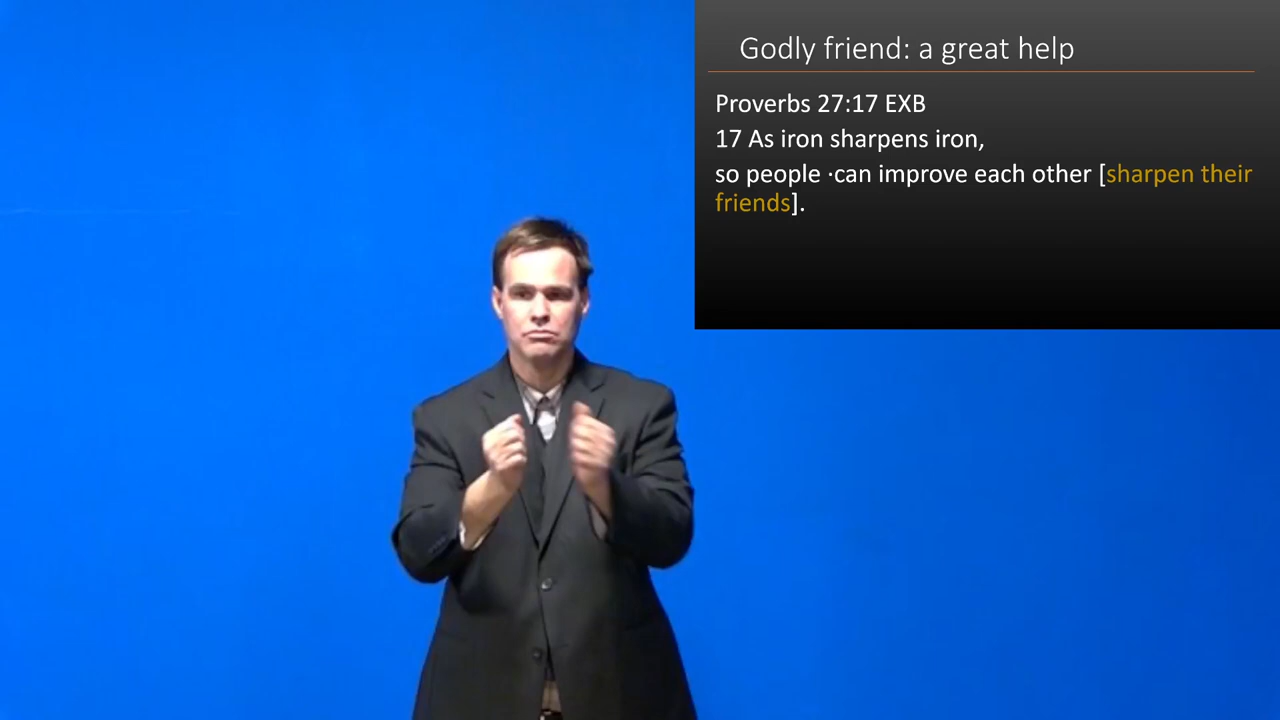 Godly friend: a great help
Proverbs 27:17 EXB
17 As iron sharpens iron,
so people ·can improve each other [sharpen their
friends].